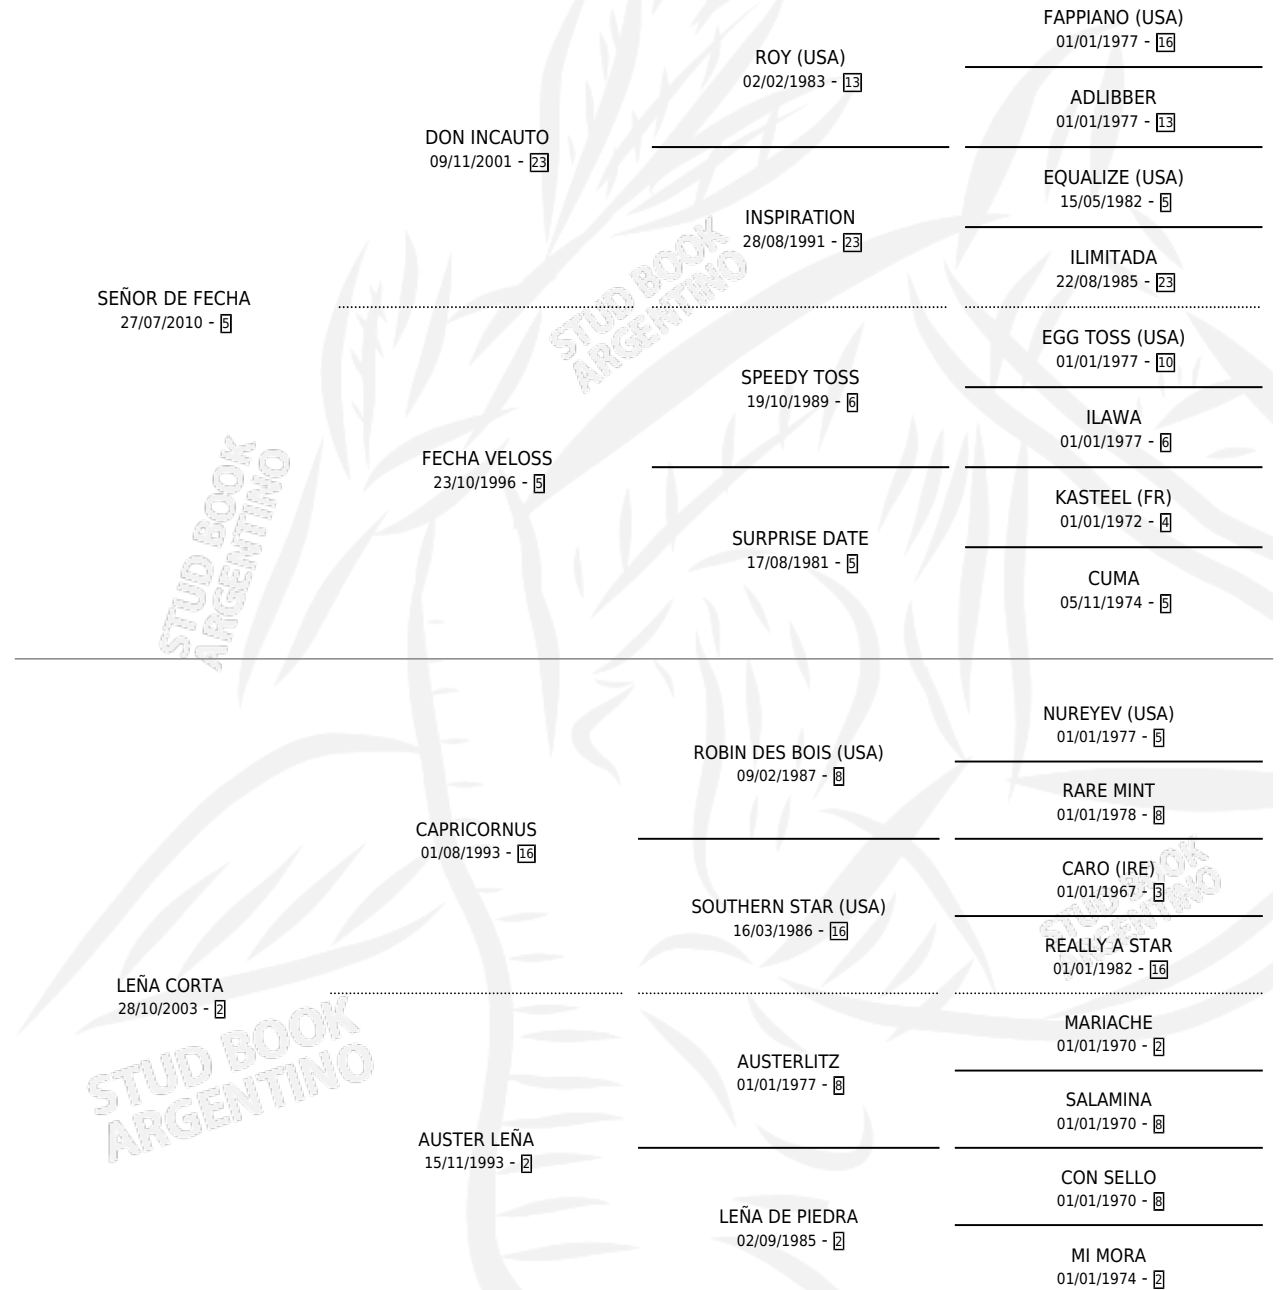 FAPPIANO (USA)
01/01/1977 - 16
ROY (USA)
02/02/1983 - 13
ADLIBBER
01/01/1977 - 13
DON INCAUTO
09/11/2001 - 23
EQUALIZE (USA)
15/05/1982 - 5
INSPIRATION
28/08/1991 - 23
ILIMITADA
22/08/1985 - 23
SEÑOR DE FECHA
27/07/2010 - 5
STUD BOOK
ARGENTINO
EGG TOSS (USA)
01/01/1977 - 10
SPEEDY TOSS
19/10/1989 - 6
ILAWA
01/01/1977 - 6
FECHA VELOSS
23/10/1996 - 5
KASTEEL (FR)
01/01/1972 - 4
SURPRISE DATE
17/08/1981 - 5
CUMA
05/11/1974 - 5
STUD BOOK
ARGENTINO
NUREYEV (USA)
01/01/1977 - 5
ROBIN DES BOIS (USA)
09/02/1987 - 8
RARE MINT
01/01/1978 - 8
CAPRICORNUS
01/08/1993 - 16
CARO (IRE)
01/01/1967 - 3
SOUTHERN STAR (USA)
16/03/1986 - 16
REALLY A STAR
01/01/1982 - 16
STUD BOOK
ARGENTINO
LEÑA CORTA
28/10/2003 - 2
STUD BOOK
ARGENTINO
MARIACHE
01/01/1970 - 2
AUSTERLITZ
01/01/1977 - 8
SALAMINA
01/01/1970 - 8
AUSTER LEÑA
15/11/1993 - 2
CON SELLO
01/01/1970 - 8
LEÑA DE PIEDRA
02/09/1985 - 2
MI MORA
01/01/1974 - 2